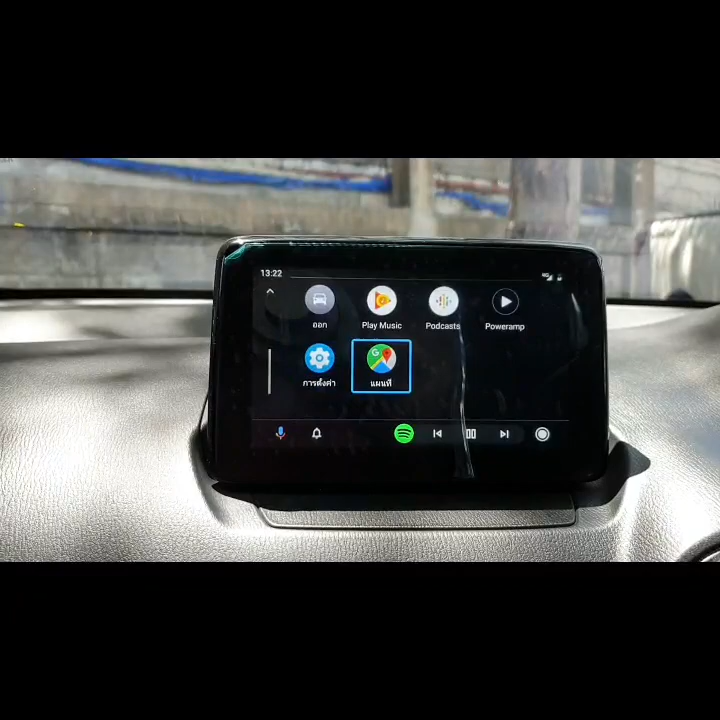 13:22
ออก
Play Music
Podcasts
Poweramp
การตั้งค่า
แผนที่